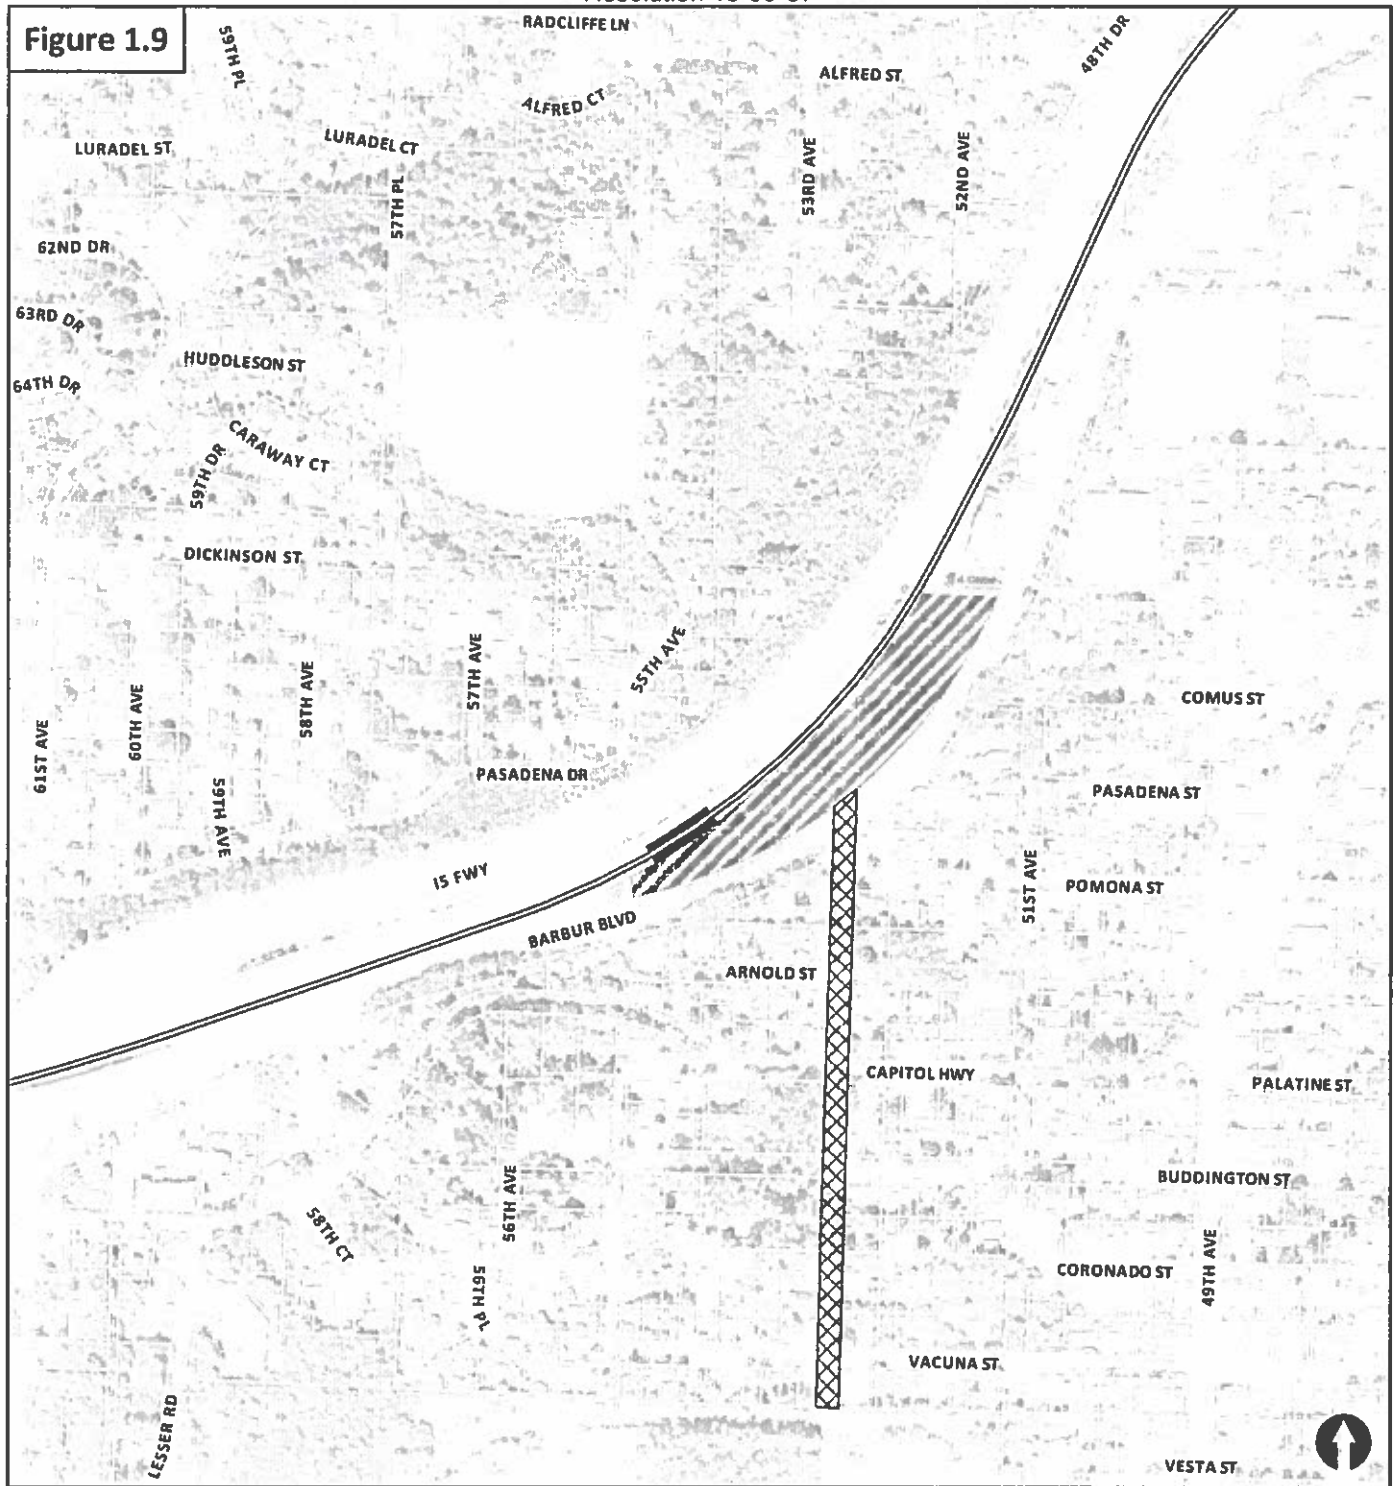 Figure 1.9
RADCLIFFE LN
48TH DR
59TH PL
ALFRED ST
ALFRED CT
LURADEL ST
LURADEL CT
53RD AVE
52ND AVE
57TH PL
62ND DR
63RD DR
HUDDLESON ST
64TH DR
CARAWAY CT
59TH DR
DICKINSON ST
55TH AVE
57TH AVE
58TH AVE
60TH AVE
61ST AVE
COMUS ST
PASADENA DR
PASADENA ST
59TH AVE
I5 FWY
51ST AVE
POMONA ST
BARBUR BLVD
ARNOLD ST
CAPITOL HWY
PALATINE ST
BUDDINGTON ST
56TH AVE
58TH CT
CORONADO ST
49TH AVE
56TH PL
VACUNA ST
LESSER RD
VESTA ST